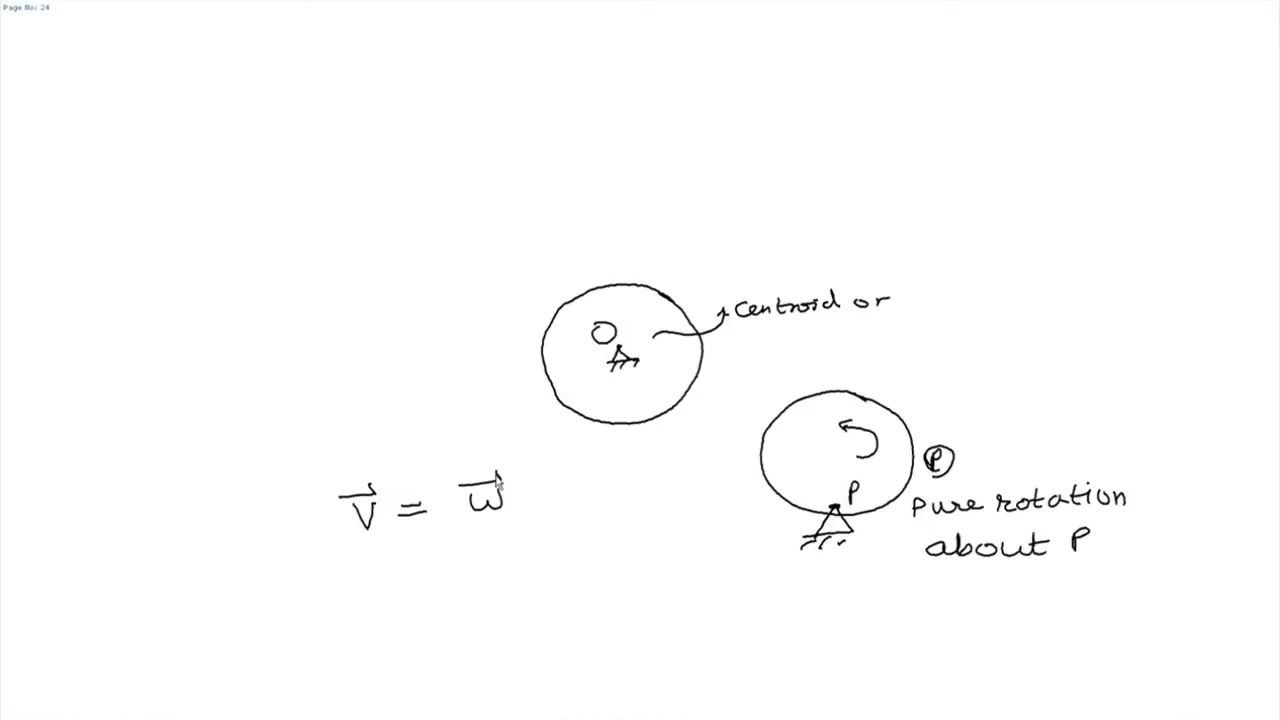 Page No: 24
Centroid or
O
P
P
Pure rotation
about P
V⃗ = ω⃗